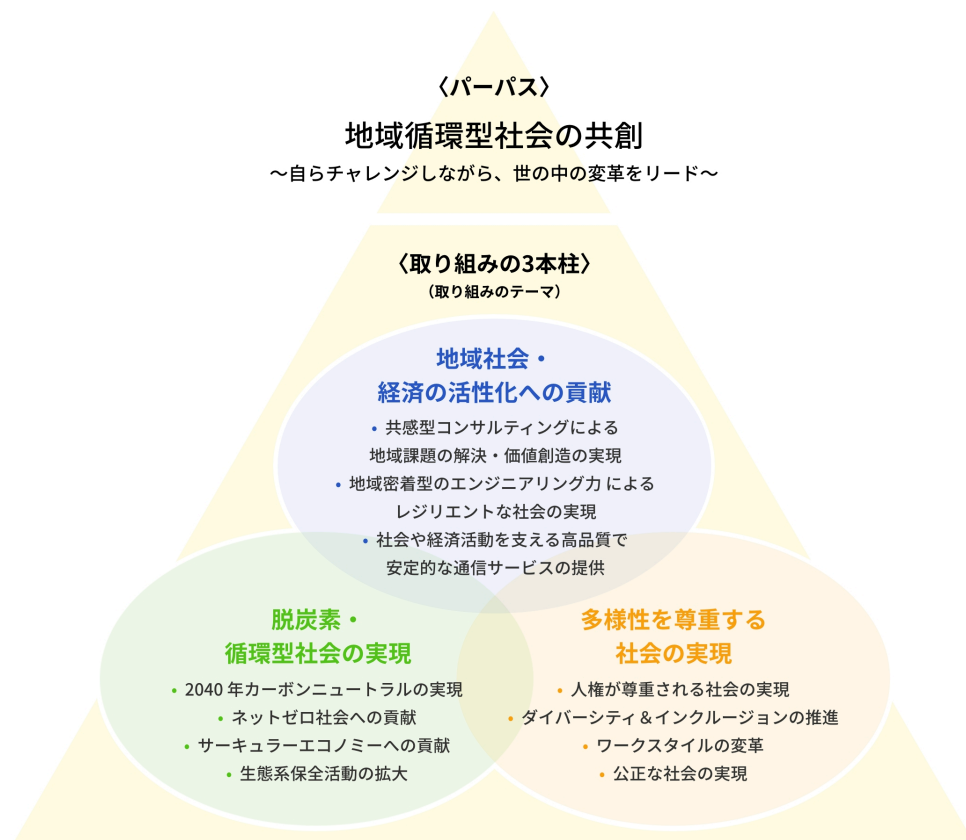 〈パーパス〉
地域循環型社会の共創
〜自らチャレンジしながら、世の中の変革をリード〜
〈取り組みの3本柱〉
（取り組みのテーマ）
地域社会・
経済の活性化への貢献
• 共感型コンサルティングによる
地域課題の解決・価値創造の実現
• 地域密着型のエンジニアリング力 による
レジリエントな社会の実現
• 社会や経済活動を支える高品質で
安定的な通信サービスの提供
脱炭素・
循環型社会の実現
• 2040 年カーボンニュートラルの実現
• ネットゼロ社会への貢献
• サーキュラーエコノミーへの貢献
• 生態系保全活動の拡大
多様性を尊重する
社会の実現
• 人権が尊重される社会の実現
• ダイバーシティ＆インクルージョンの推進
• ワークスタイルの変革
• 公正な社会の実現